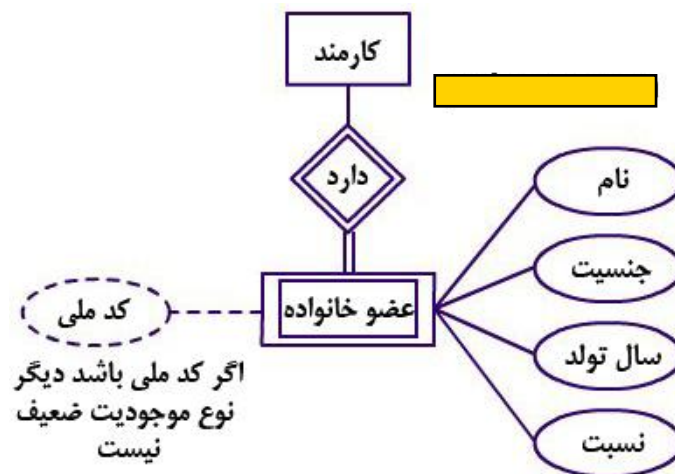 کارمند
دارد
نام
جنسیت
کد ملی
عضو خانواده
سال تولد
اگر کد ملی باشد دیگر
نوع موجودیت ضعیف
نیست
نسبت